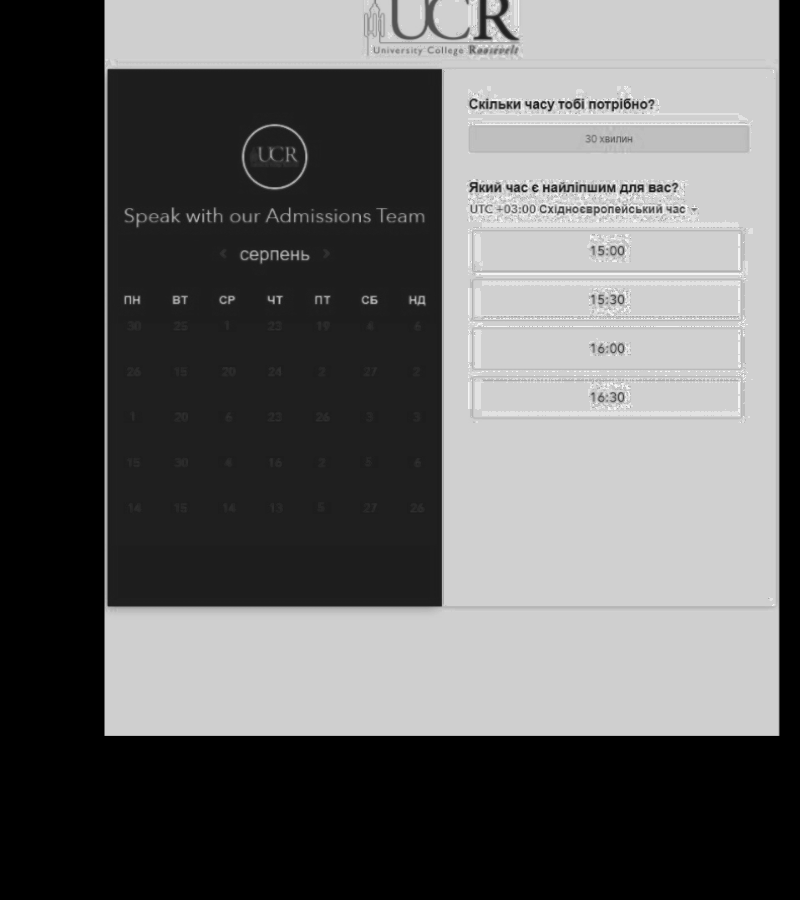 UCR
University College Roosevelt
UCR
Speak with our Admissions Team
серпень
ПН ВТ СР ЧТ ПТ СБ НД
30 25 1 23 19 4 6
26 15 20 24 2 27 2
1 20 6 23 26 3 3
15 30 4 16 2 5 6
14 15 14 13 5 27 26
Скільки часу тобі потрібно?
30 хвилин
Який час є найліпшим для вас?
UTC +03:00 Східноєвропейський час
15:00
15:30
16:00
16:30